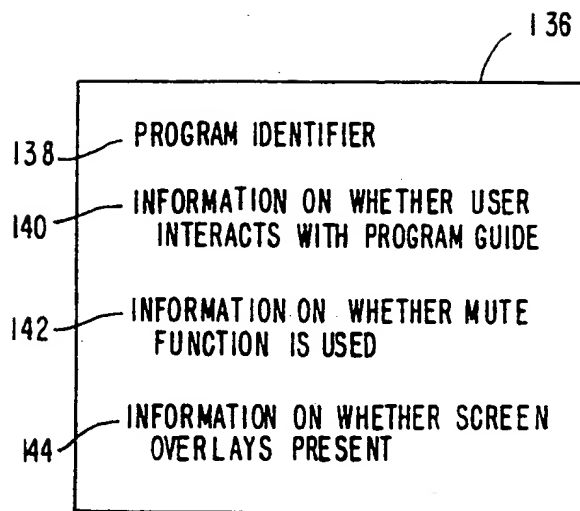 136
138 PROGRAM IDENTIFIER
140 INFORMATION ON WHETHER USER
INTERACTS WITH PROGRAM GUIDE
142 INFORMATION ON WHETHER MUTE
FUNCTION IS USED
144 INFORMATION ON WHETHER SCREEN
OVERLAYS PRESENT